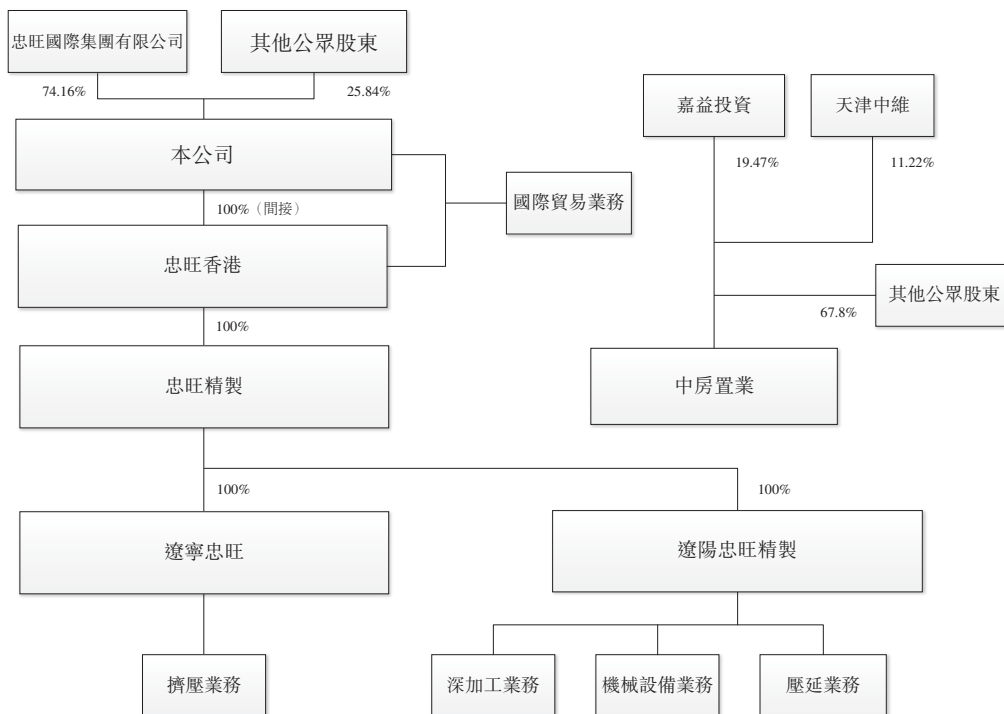 忠旺國際集團有限公司
其他公眾股東
74.16%
25.84%
嘉益投資
天津中維
19.47%
11.22%
本公司
100%（間接）
國際貿易業務
忠旺香港
其他公眾股東
67.8%
100%
忠旺精製
中房置業
100%
100%
遼寧忠旺
遼陽忠旺精製
擠壓業務
深加工業務
機械設備業務
壓延業務